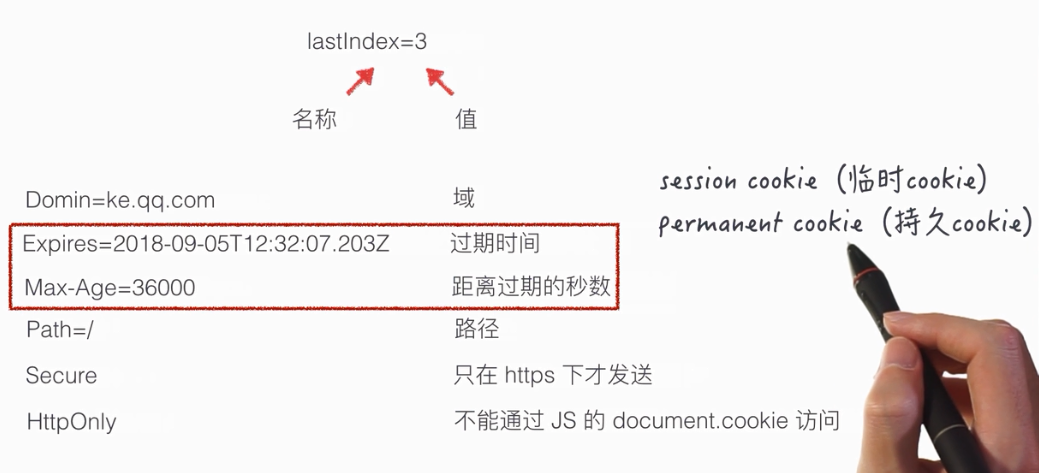 lastIndex=3
名称 值
Domin=ke.qq.com 域
Expires=2018-09-05T12:32:07.203Z 过期时间
Max-Age=36000 距离过期的秒数
Path=/ 路径
Secure 只在 https 下才发送
HttpOnly 不能通过 JS 的 document.cookie 访问
session cookie（临时cookie）
permanent cookie（持久cookie）